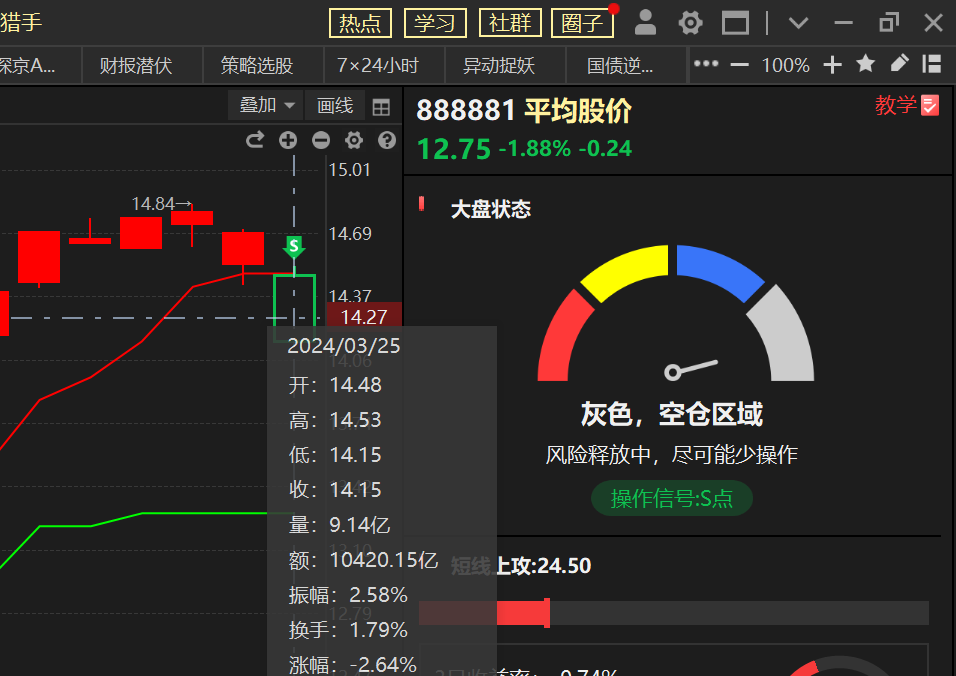 猎手
热点 学习 社群 圈子
深京A... 财报潜伏 策略选股 7×24小时 异动捉妖 国债逆... 100%
叠加 画线
888881 平均股价 教学
12.75 -1.88% -0.24
15.01
14.84→
14.69
S
14.37
14.27
14.06
大盘状态
灰色，空仓区域
风险释放中，尽可能少操作
操作信号:S点
短线上攻:24.50
2024/03/25
开：14.48
高：14.53
低：14.15
收：14.15
量：9.14亿
额：10420.15亿
振幅：2.58%
换手：1.79%
涨幅：-2.64%
12.79